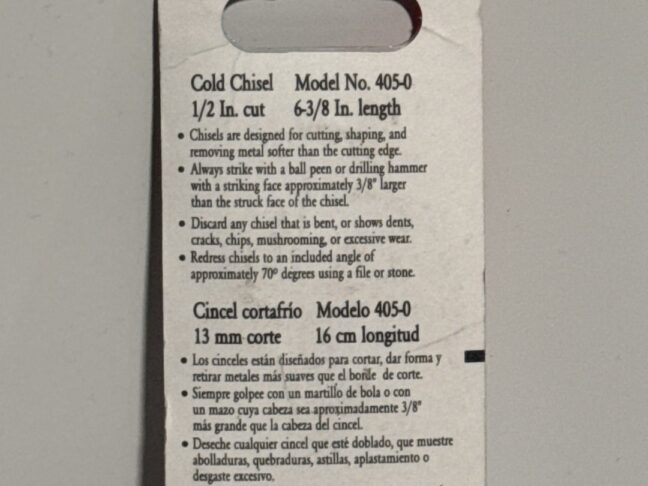 Cold Chisel Model No. 405-0
1/2 In. cut 6-3/8 In. length
• Chisels are designed for cutting, shaping, and
removing metal softer than the cutting edge.
• Always strike with a ball peen or drilling hammer
with a striking face approximately 3/8" larger
than the struck face of the chisel.
• Discard any chisel that is bent, or shows dents,
cracks, chips, mushrooming, or excessive wear.
• Redress chisels to an included angle of
approximately 70º degrees using a file or stone.
Cincel cortafrío Modelo 405-0
13 mm corte 16 cm longitud
• Los cinceles están diseñados para cortar, dar forma y
retirar metales más suaves que el borde de corte.
• Siempre golpee con un martillo de bola o con
un mazo cuya cabeza sea aproximadamente 3/8"
más grande que la cabeza del cincel.
• Deseche cualquier cincel que esté doblado, que muestre
abolladuras, quebraduras, astillas, aplastamiento o
desgaste excesivo.